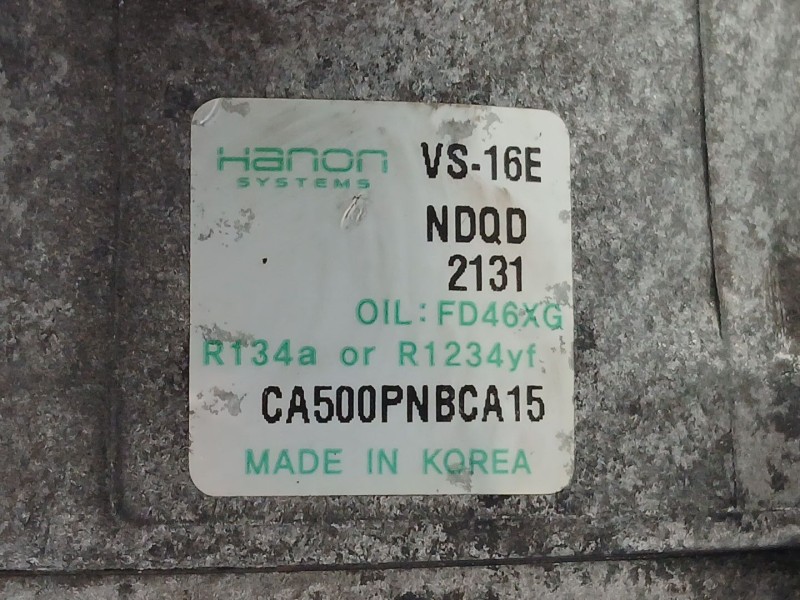 Hanon VS-16E
SYSTEMS
NDQD
2131
OIL: FD46XG
R134a or R1234yf
CA500PNBCA15
MADE IN KOREA